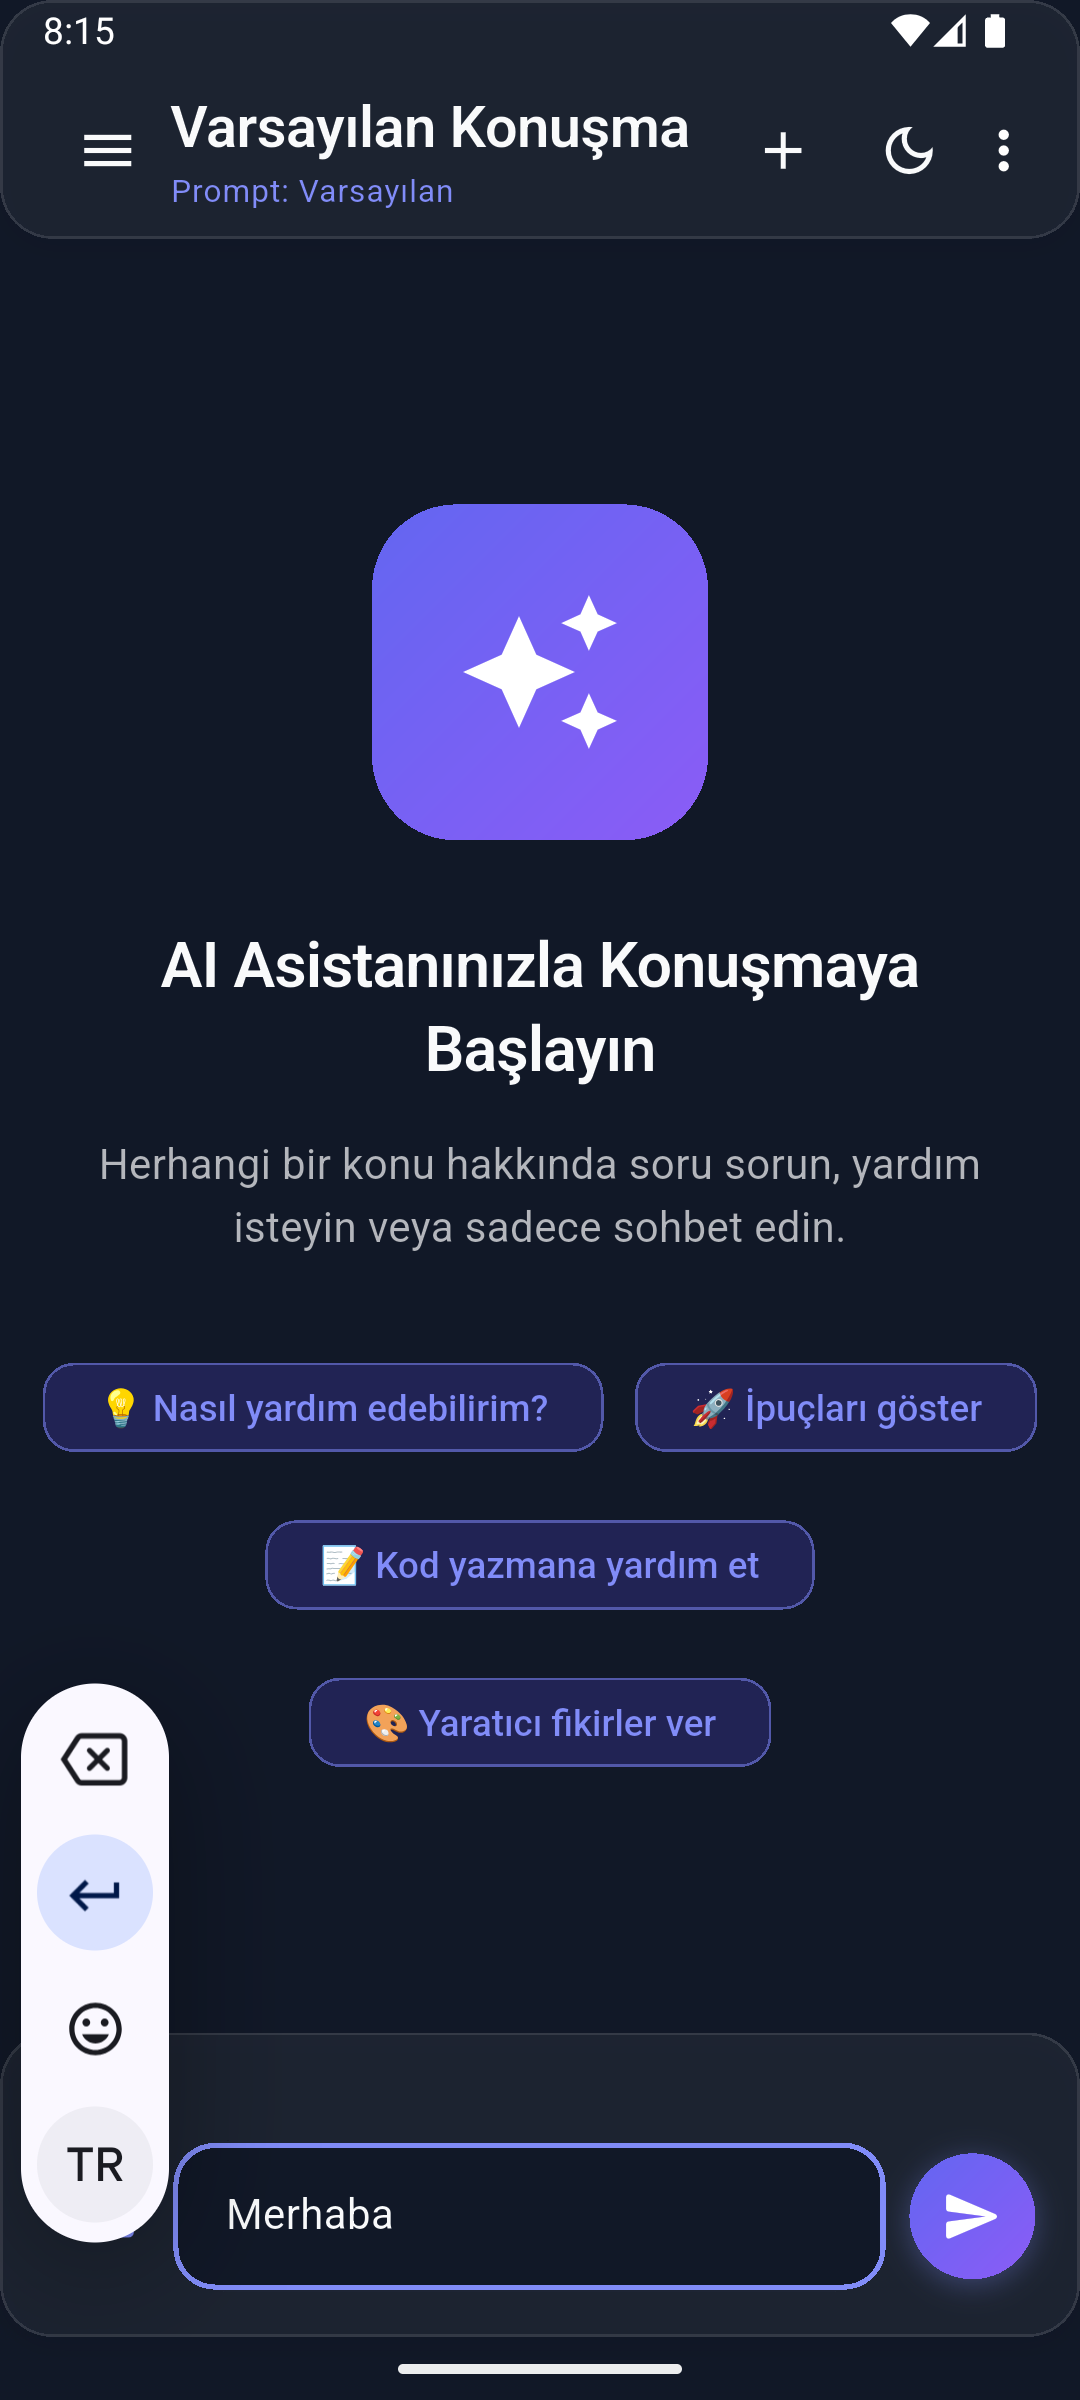 8:15
Varsayılan Konuşma
Prompt: Varsayılan
AI Asistanınızla Konuşmaya
Başlayın
Herhangi bir konu hakkında soru sorun, yardım
isteyin veya sadece sohbet edin.
💡 Nasıl yardım edebilirim?
🚀 İpuçları göster
📝 Kod yazmana yardım et
🎨 Yaratıcı fikirler ver
TR
Merhaba